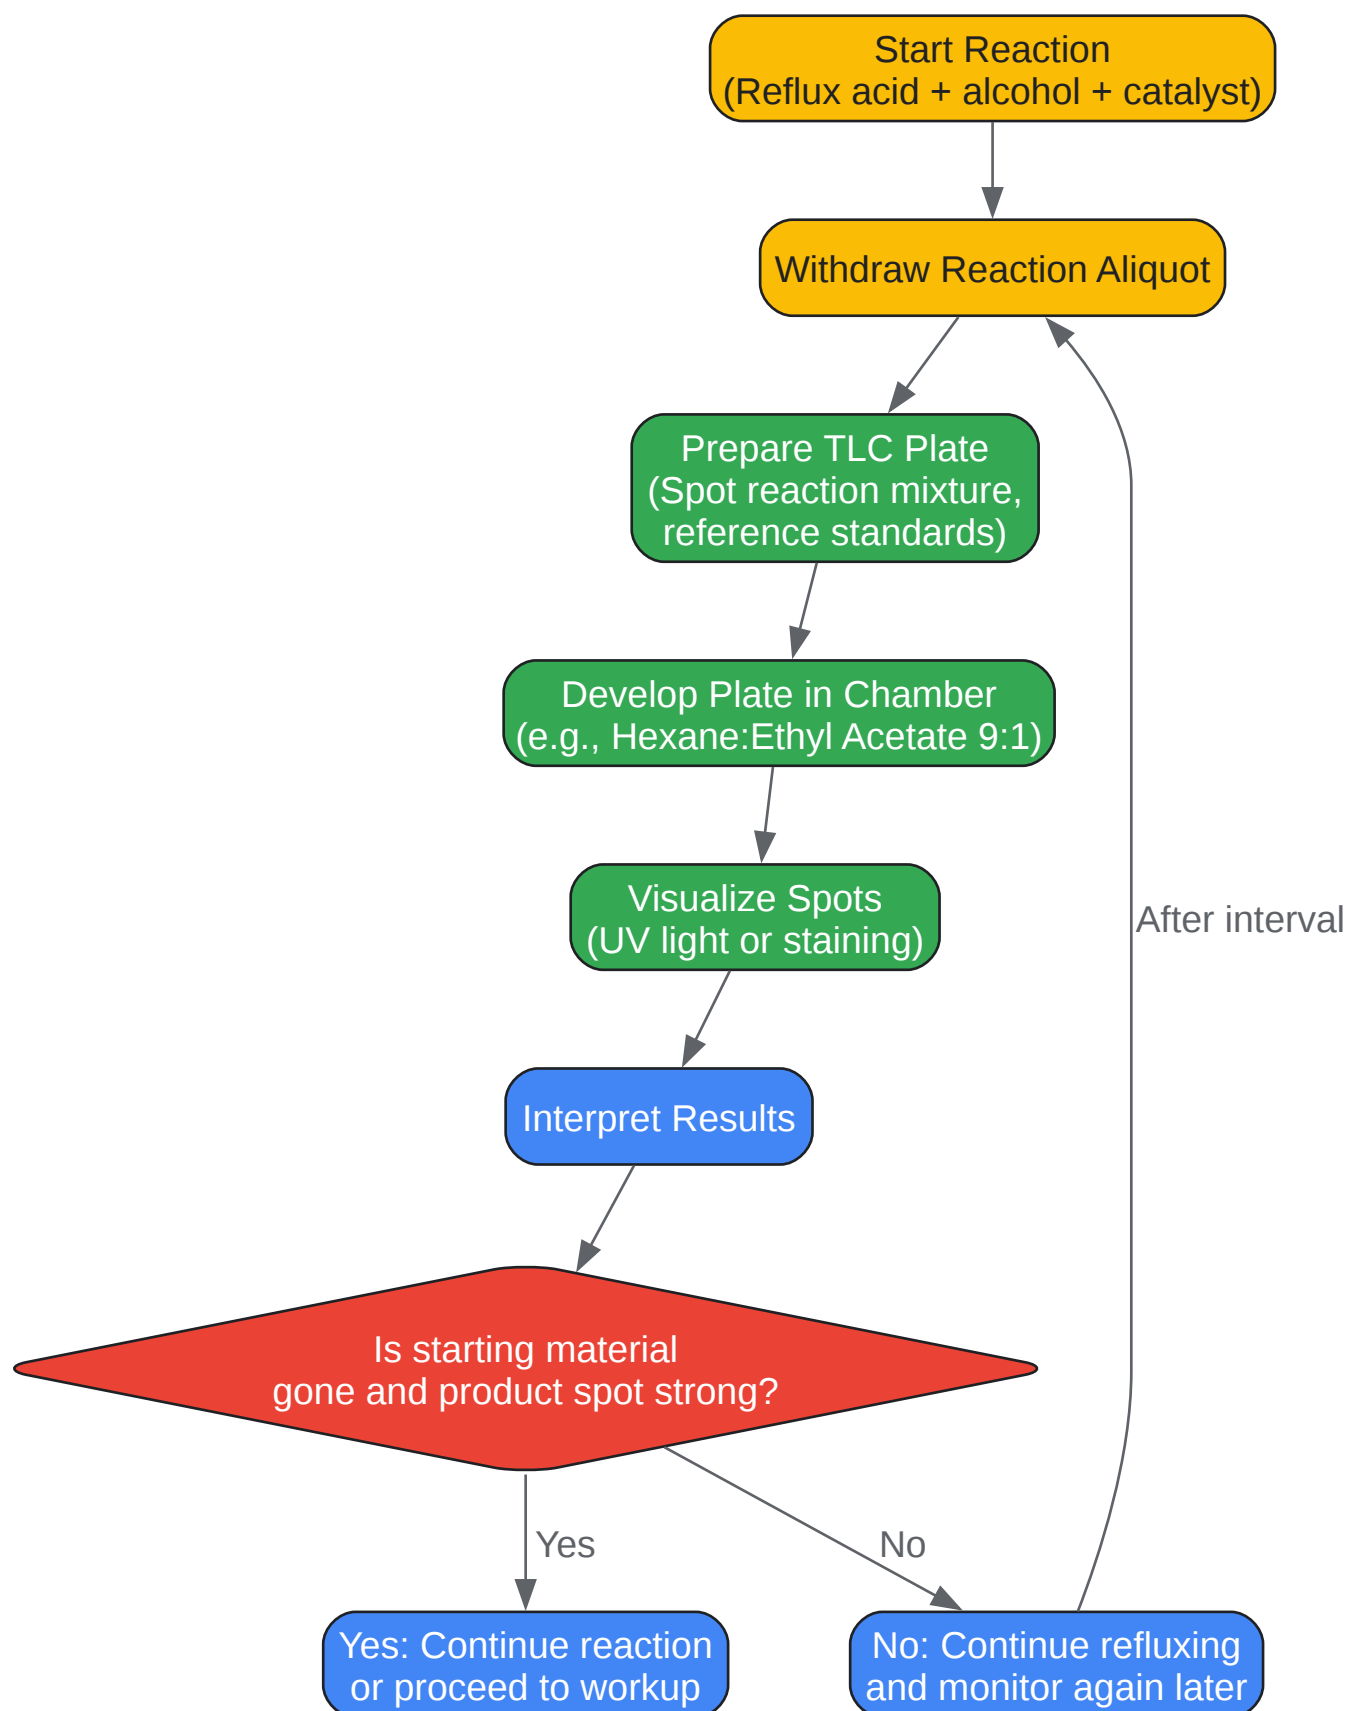 Start Reaction
(Reflux acid + alcohol + catalyst)
Withdraw Reaction Aliquot
Prepare TLC Plate
(Spot reaction mixture,
reference standards)
Develop Plate in Chamber
(e.g., Hexane:Ethyl Acetate 9:1)
Visualize Spots
(UV light or staining)
After interval
Interpret Results
Is starting material
gone and product spot strong?
Yes
No
Yes: Continue reaction
or proceed to workup
No: Continue refluxing
and monitor again later